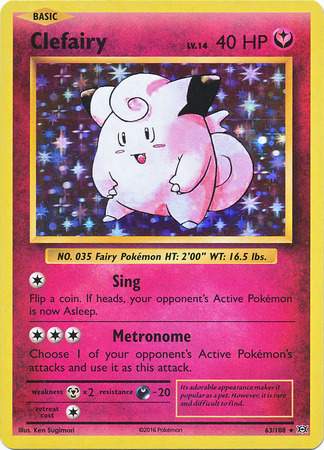 BASIC
Clefairy LV.14 40 HP
NO. 035 Fairy Pokémon HT: 2'00" WT: 16.5 lbs.
Sing
Flip a coin. If heads, your opponent's Active Pokémon
is now Asleep.
Metronome
Choose 1 of your opponent's Active Pokémon's
attacks and use it as this attack.
weakness ×2 resistance -20
retreat
cost
Its adorable appearance makes it
popular as a pet. However, it is rare
and difficult to find.
Illus. Ken Sugimori ©2016 Pokémon 63/108 ★